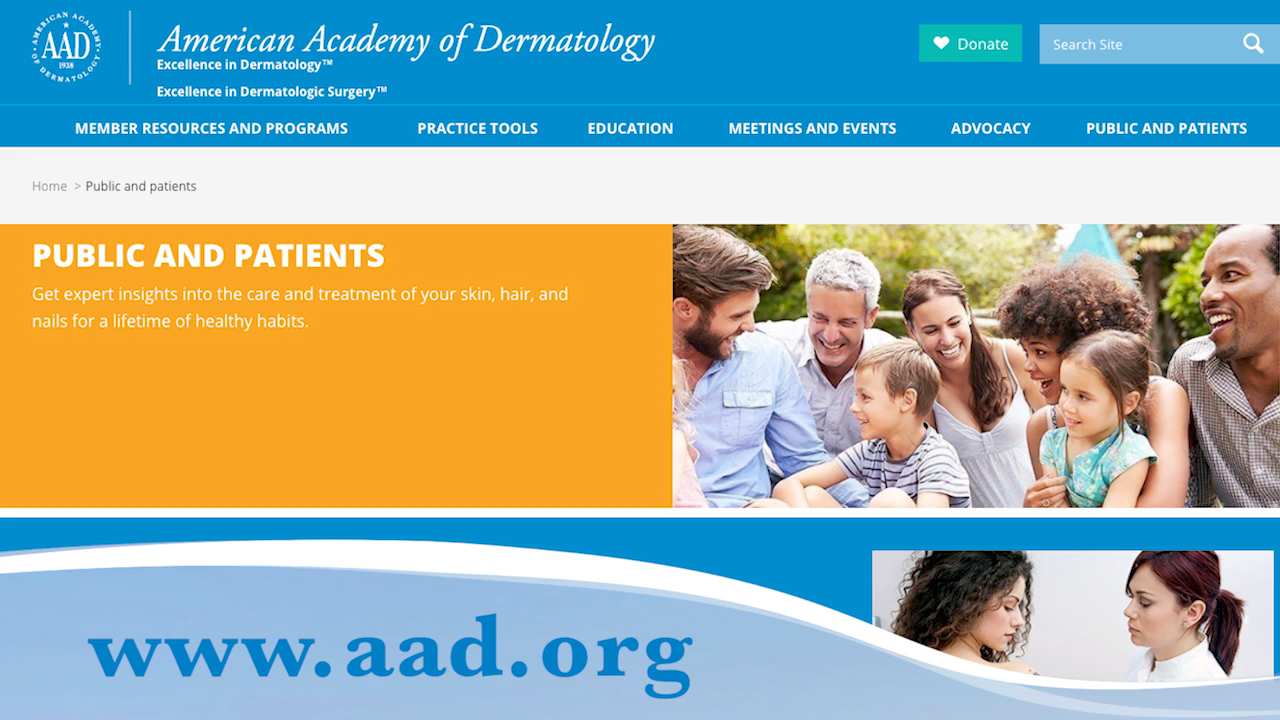 AMERICAN ACADEMY OF DERMATOLOGY
AAD
1938
American Academy of Dermatology
Excellence in Dermatology™
Excellence in Dermatologic Surgery™
Donate
Search Site
MEMBER RESOURCES AND PROGRAMS PRACTICE TOOLS EDUCATION MEETINGS AND EVENTS ADVOCACY PUBLIC AND PATIENTS
Home > Public and patients
PUBLIC AND PATIENTS
Get expert insights into the care and treatment of your skin, hair, and
nails for a lifetime of healthy habits.
www.aad.org